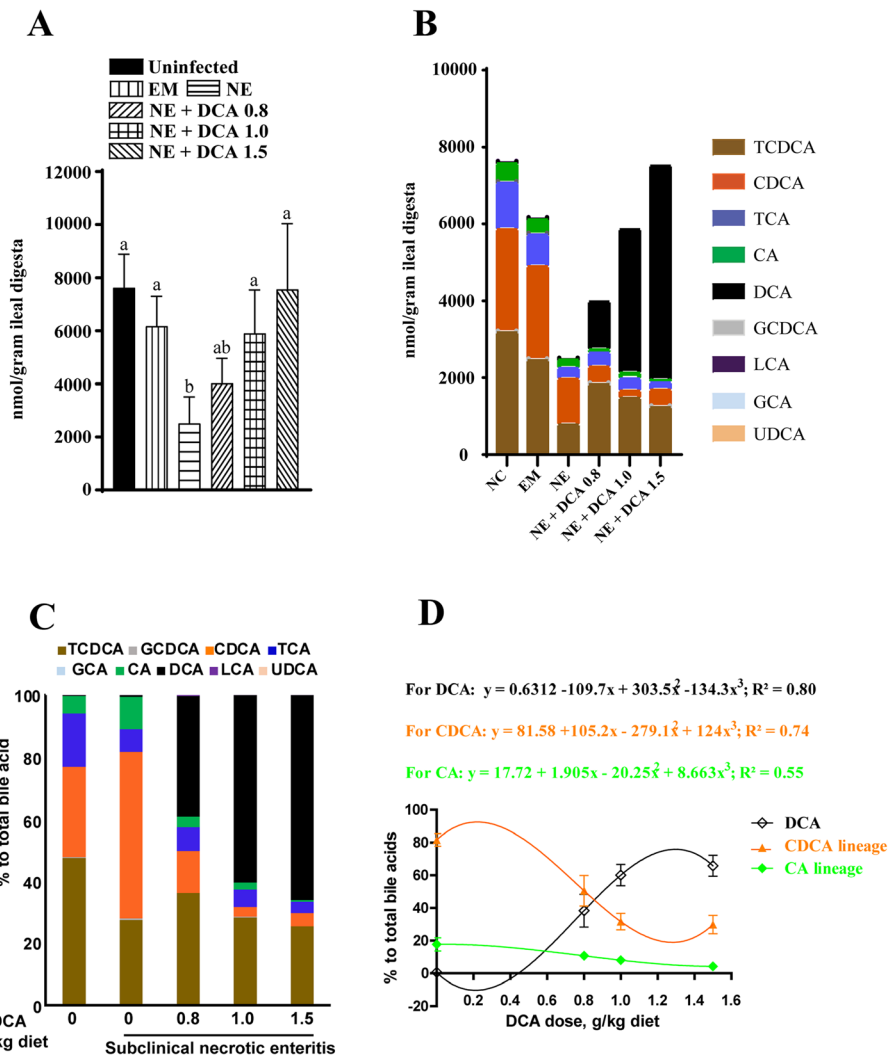 A
Uninfected
EM NE
NE + DCA 0.8
NE + DCA 1.0
NE + DCA 1.5
nmol/gram ileal digesta
12000
10000
8000
6000
4000
2000
0
a
a
b
ab
a
a
B
nmol/gram ileal digesta
10000
8000
6000
4000
2000
0
NC
EM
NE
NE + DCA 0.8
NE + DCA 1.0
NE + DCA 1.5
TCDCA
CDCA
TCA
CA
DCA
GCDCA
LCA
GCA
UDCA
C
TCDCA GCDCA CDCA TCA
GCA CA DCA LCA UDCA
% to total bile acid
100
80
60
40
20
0
DCA 0 0 0.8 1.0 1.5
kg diet
Subclinical necrotic enteritis
D
For DCA: y = 0.6312 -109.7x + 303.5x² -134.3x³; R² = 0.80
For CDCA: y = 81.58 +105.2x - 279.1x² + 124x³; R² = 0.74
For CA: y = 17.72 + 1.905x - 20.25x² + 8.663x³; R² = 0.55
% to total bile acids
100
80
60
40
20
0
-20
0.2 0.4 0.6 0.8 1.0 1.2 1.4 1.6
DCA dose, g/kg diet
DCA
CDCA lineage
CA lineage